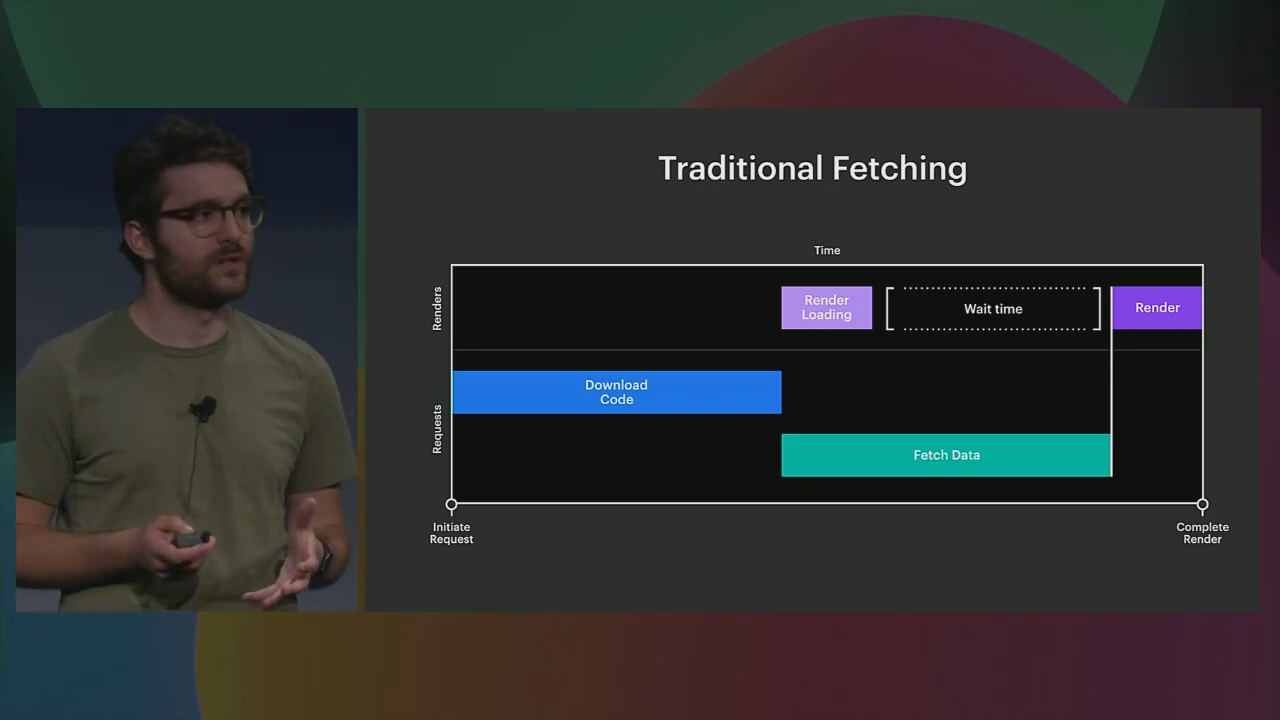 Traditional Fetching
Time
Renders
Render
Loading
Wait time
Render
Requests
Download
Code
Fetch Data
Initiate
Request
Complete
Render